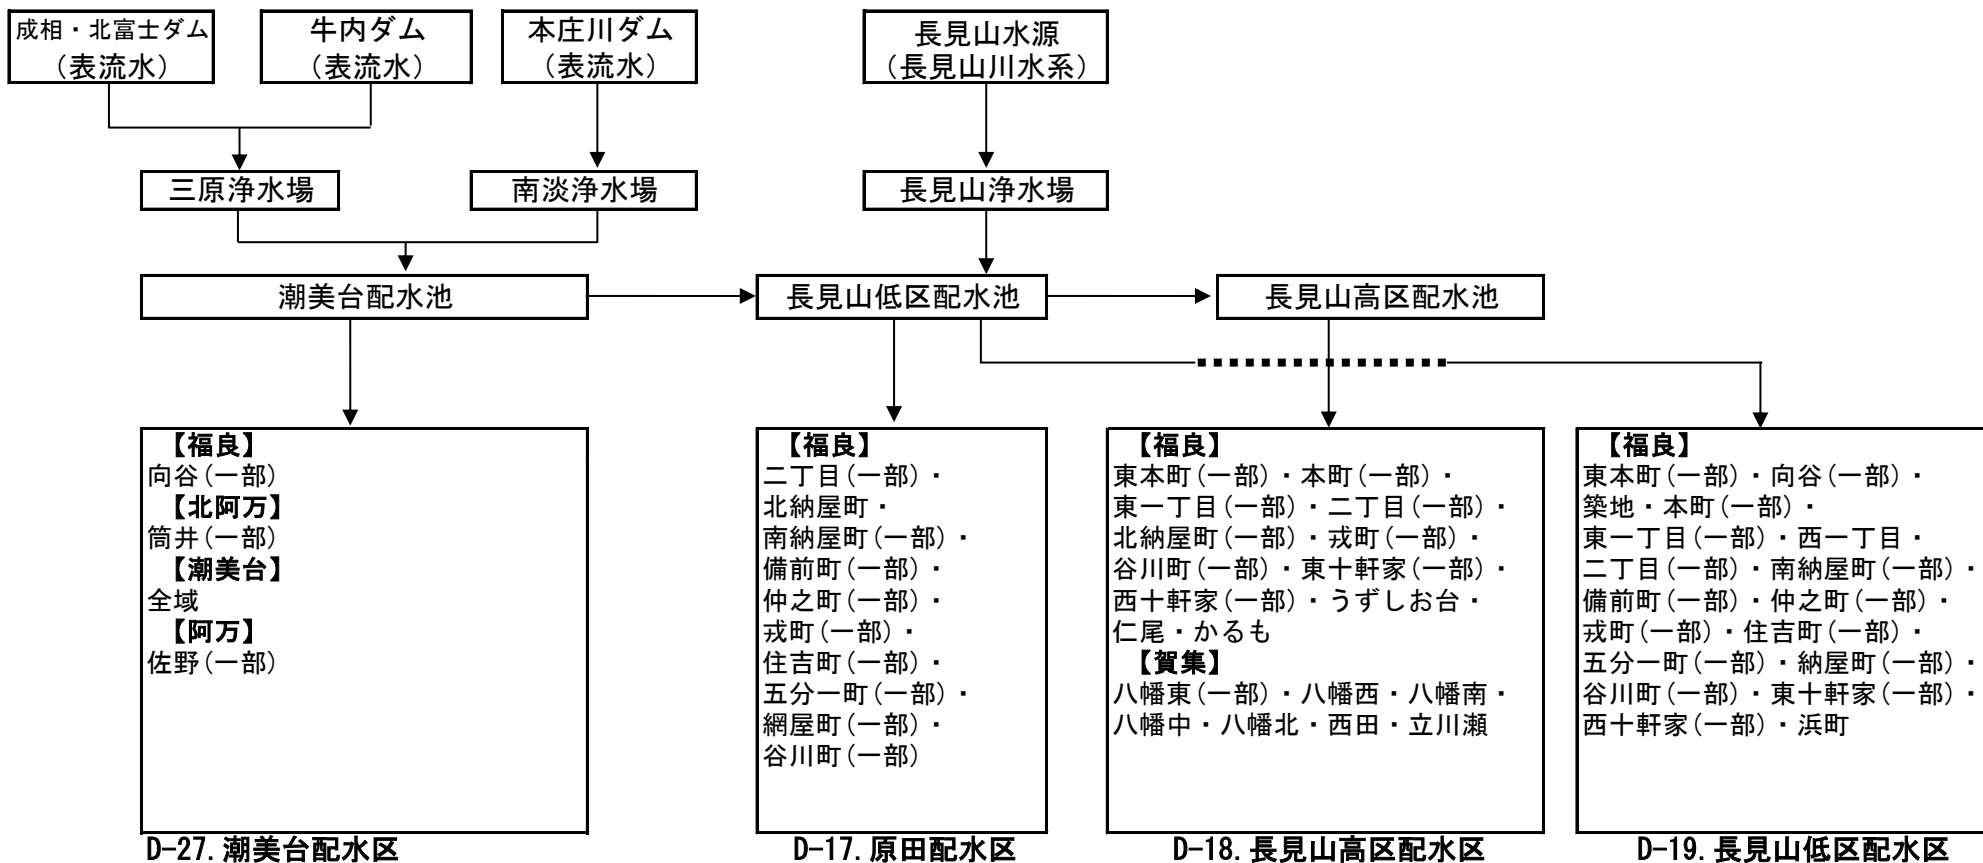 成相・北富士ダム
(表流水)
牛内ダム
(表流水)
本庄川ダム
(表流水)
長見山水源
(長見山川水系)
三原浄水場
南淡浄水場
長見山浄水場
潮美台配水池
長見山低区配水池
長見山高区配水池
【福良】
向谷(一部)
【北阿万】
筒井(一部)
【潮美台】
全域
【阿万】
佐野(一部)
D-27.潮美台配水区
【福良】
二丁目(一部)・
北納屋町・
南納屋町(一部)・
備前町(一部)・
仲之町(一部)・
戎町(一部)・
住吉町(一部)・
五分一町(一部)・
網屋町(一部)・
谷川町(一部)
D-17.原田配水区
【福良】
東本町(一部)・本町(一部)・
東一丁目(一部)・二丁目(一部)・
北納屋町(一部)・戎町(一部)・
谷川町(一部)・東十軒家(一部)・
西十軒家(一部)・うずしお台・
仁尾・かるも
【賀集】
八幡東(一部)・八幡西・八幡南・
八幡中・八幡北・西田・立川瀬
D-18.長見山高区配水区
【福良】
東本町(一部)・向谷(一部)・
築地・本町(一部)・
東一丁目(一部)・西一丁目・
二丁目(一部)・南納屋町(一部)・
備前町(一部)・仲之町(一部)・
戎町(一部)・住吉町(一部)・
五分一町(一部)・納屋町(一部)・
谷川町(一部)・東十軒家(一部)・
西十軒家(一部)・浜町
D-19.長見山低区配水区